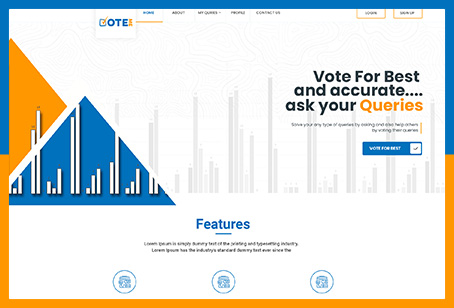 VOTE
HOME ABOUT MY QURIES PROFILE CONTACT US LOGIN SIGN UP
Vote For Best
and accurate....
ask your Queries
Solve your any type of queries by asking and also help others
by voting their queries
VOTE FOR BEST
Features
Lorem Ipsum is simply dummy text of the printing and typesetting industry.
Lorem Ipsum has been the industry's standard dummy text ever since the